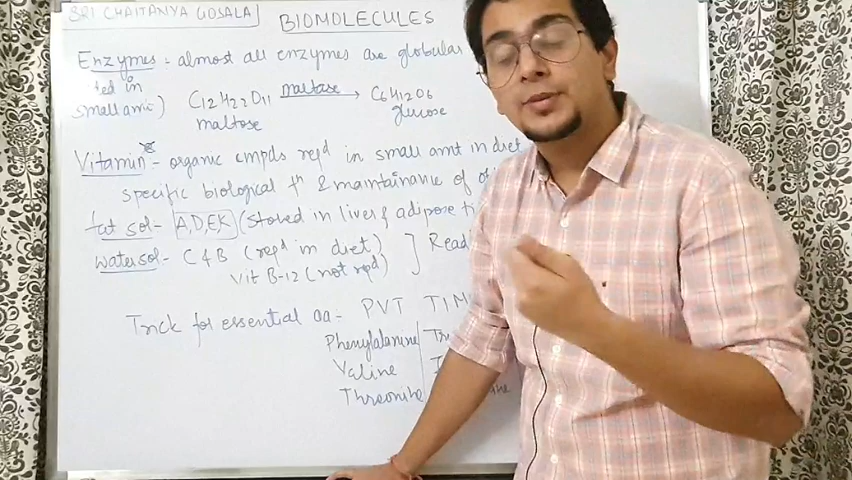 SRI CHAITANYA GOSALA
BIOMOLECULES
Enzymes - almost all enzymes are globular
ted in
small amt) C12H22O11 maltase → C6H12O6
maltose glucose
Vitamin - organic cmpds reqd in small amt in diet
specific biological fn & maintainance of
fat sol - A,D,E,K (stored in liver & adipose ti
water sol - C & B (reqd in diet) ] Read
Vit B-12 (not reqd)
Trick for essential aa - PVT TIM
Phenylalanine
Valine
Threonine